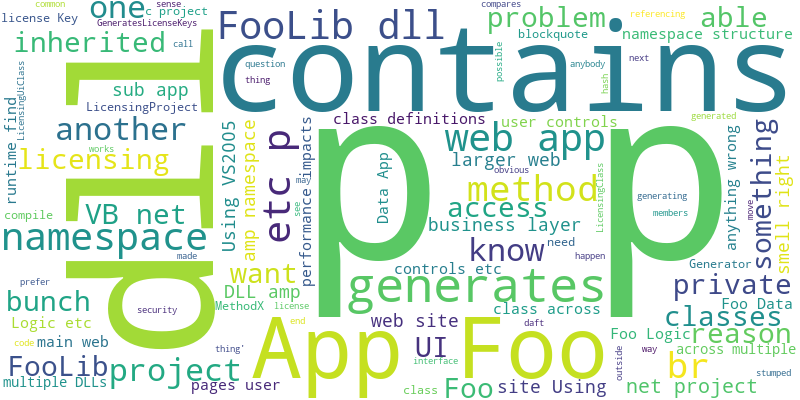 common
one
c project
license Key
GeneratesLicenseKeys
FooLib dll
compares
problem
able
referencing
blockquote
namespace structure
inherited
call
contains
question
possible
anybody
next
thing
hash
sub app
LicensingUiClass
dll
runtime find
LicensingProject
class definitions
user controls
generated
another
etc p
p p
web app
licensing
Using VS2005
amp namespace
performance impacts
larger web
Data App
works
method
LicensingClass
generating
members
anything wrong
something
smell right
may
obvious
VB net
compile
access
business layer
need
move
namespace
see
know
happen
made
want
controls etc
Generator
prefer
DLL amp
generates
private
bunch
MethodX
license
class across
classes
Foo Data
security
Logic etc
web site
end
daft
App Foo
Foo Logic
reason
main web
code
UI
across multiple
FooLib
project
interface
outside
way
br
stumped
multiple DLLs
pages user
class
Foo
site Using
net project
sense